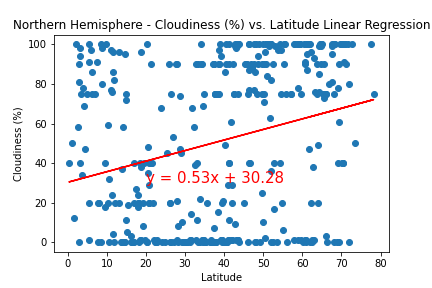 Northern Hemisphere - Cloudiness (%) vs. Latitude Linear Regression
100
80
60
40
20
0
Cloudiness (%)
y = 0.53x + 30.28
0 10 20 30 40 50 60 70 80
Latitude